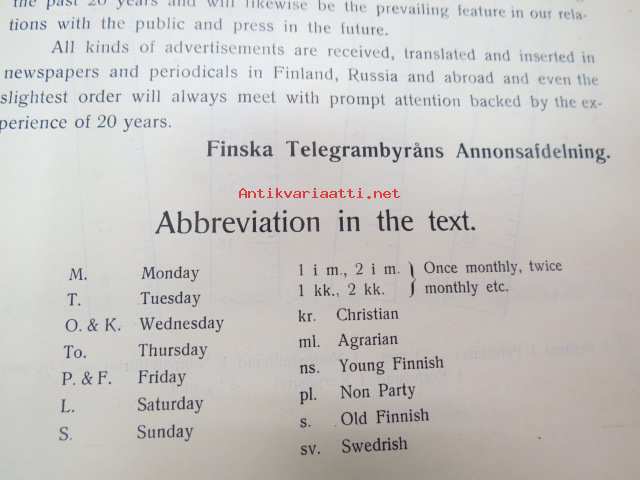 the past 20 years and will likewise be the prevailing feature in our rela-
tions with the public and press in the future.
All kinds of advertisements are received, translated and inserted in
newspapers and periodicals in Finland, Russia and abroad and even the
slightest order will always meet with prompt attention backed by the ex-
perience of 20 years.
Finska Telegrambyråns Annonsafdelning.
Antikvariaatti.net
Abbreviation in the text.
M. Monday
T. Tuesday
O. & K. Wednesday
To. Thursday
P. & F. Friday
L. Saturday
S. Sunday
1 i m., 2 i m. } Once monthly, twice
1 kk., 2 kk. } monthly etc.
kr. Christian
ml. Agrarian
ns. Young Finnish
pl. Non Party
s. Old Finnish
sv. Swedrish